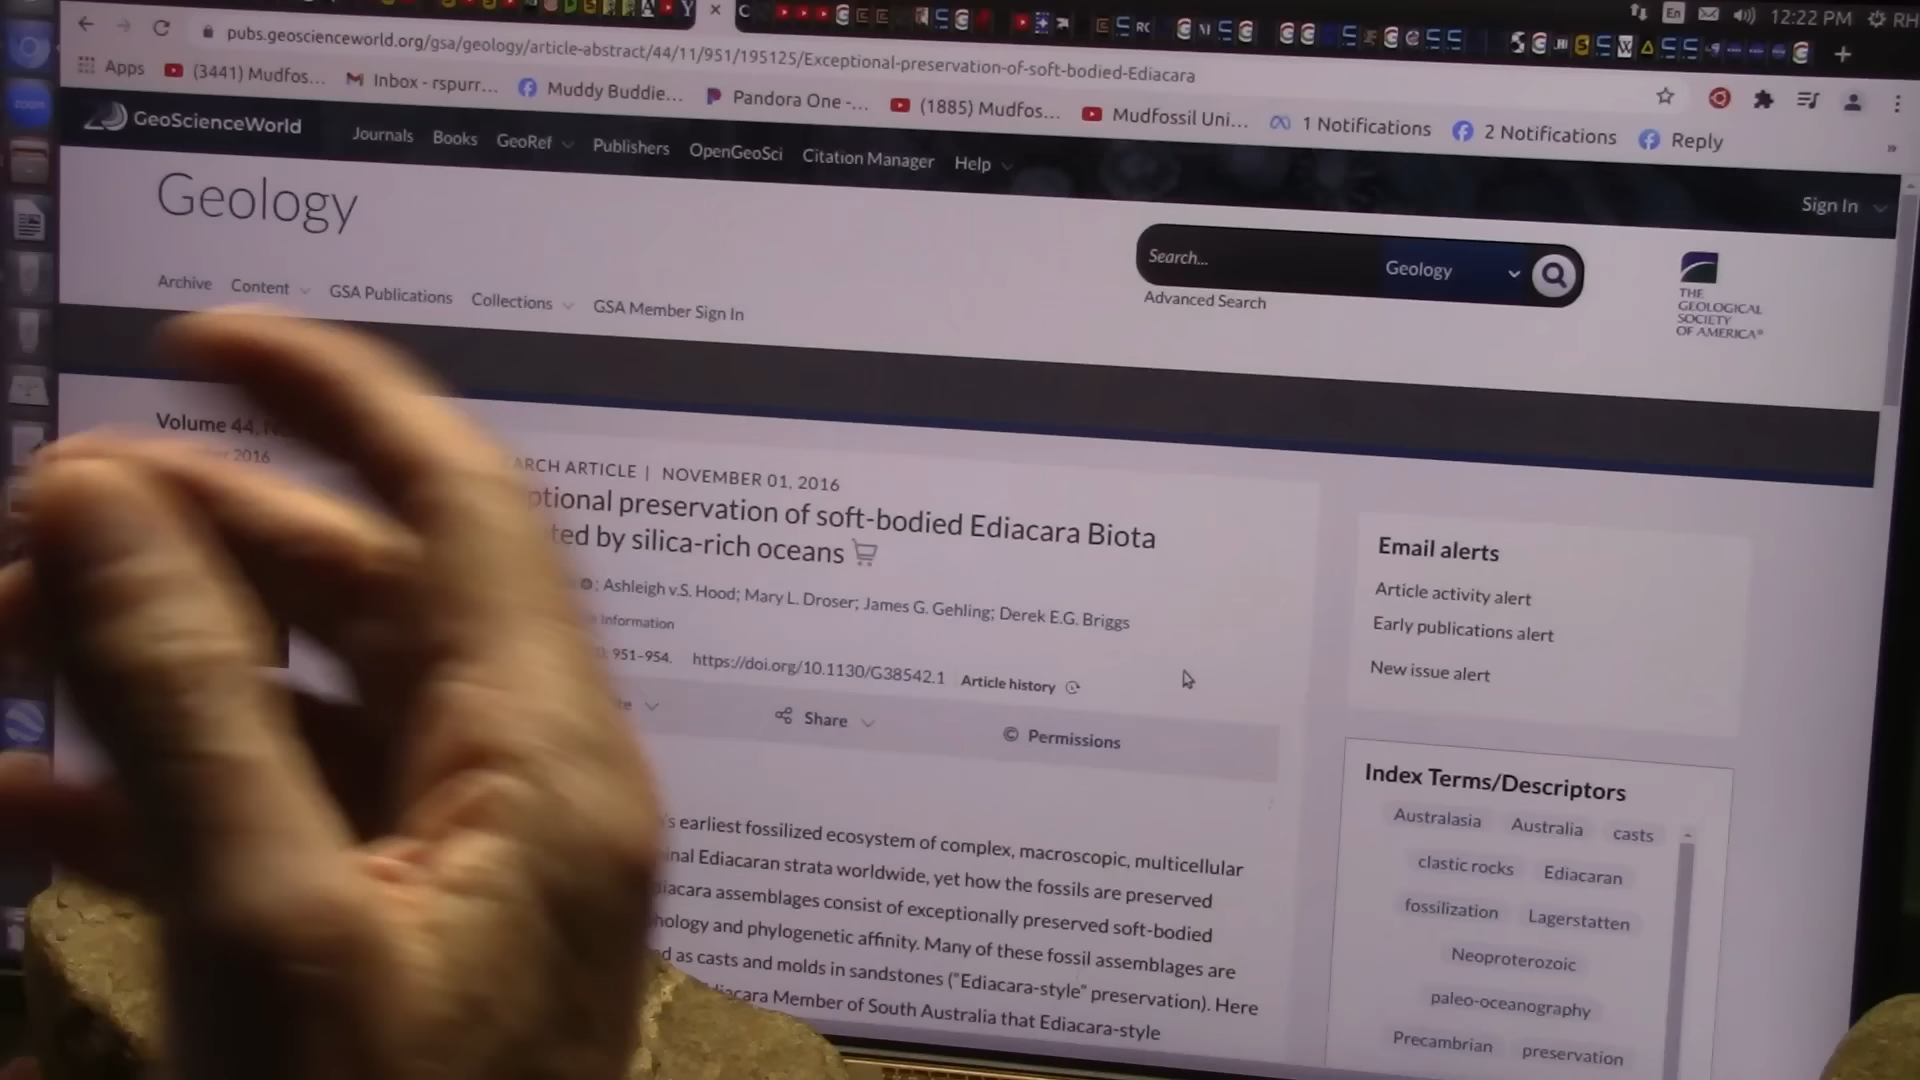 12:22 PM
En
RH
pubs.geoscienceworld.org/gsa/geology/article-abstract/44/11/951/195125/Exceptional-preservation-of-soft-bodied-Ediacara
Apps (3441) Mudfos... Inbox - rspurr... Muddy Buddie... Pandora One -... (1885) Mudfos... Mudfossil Uni... 1 Notifications 2 Notifications Reply »
zoom
GeoScienceWorld Journals Books GeoRef Publishers OpenGeoSci Citation Manager Help
Sign In
Geology
Search... Geology
Advanced Search
THE
GEOLOGICAL
SOCIETY
OF AMERICA®
Archive Content GSA Publications Collections GSA Member Sign In
Volume 44,
2016
ARCH ARTICLE | NOVEMBER 01, 2016
ptional preservation of soft-bodied Ediacara Biota
ted by silica-rich oceans
; Ashleigh v.S. Hood; Mary L. Droser; James G. Gehling; Derek E.G. Briggs
Information
951–954. https://doi.org/10.1130/G38542.1 Article history
Share © Permissions
's earliest fossilized ecosystem of complex, macroscopic, multicellular
inal Ediacaran strata worldwide, yet how the fossils are preserved
diacara assemblages consist of exceptionally preserved soft-bodied
hology and phylogenetic affinity. Many of these fossil assemblages are
d as casts and molds in sandstones ("Ediacara-style" preservation). Here
diacara Member of South Australia that Ediacara-style
Email alerts
Article activity alert
Early publications alert
New issue alert
Index Terms/Descriptors
Australasia Australia casts
clastic rocks Ediacaran
fossilization Lagerstatten
Neoproterozoic
paleo-oceanography
Precambrian preservation